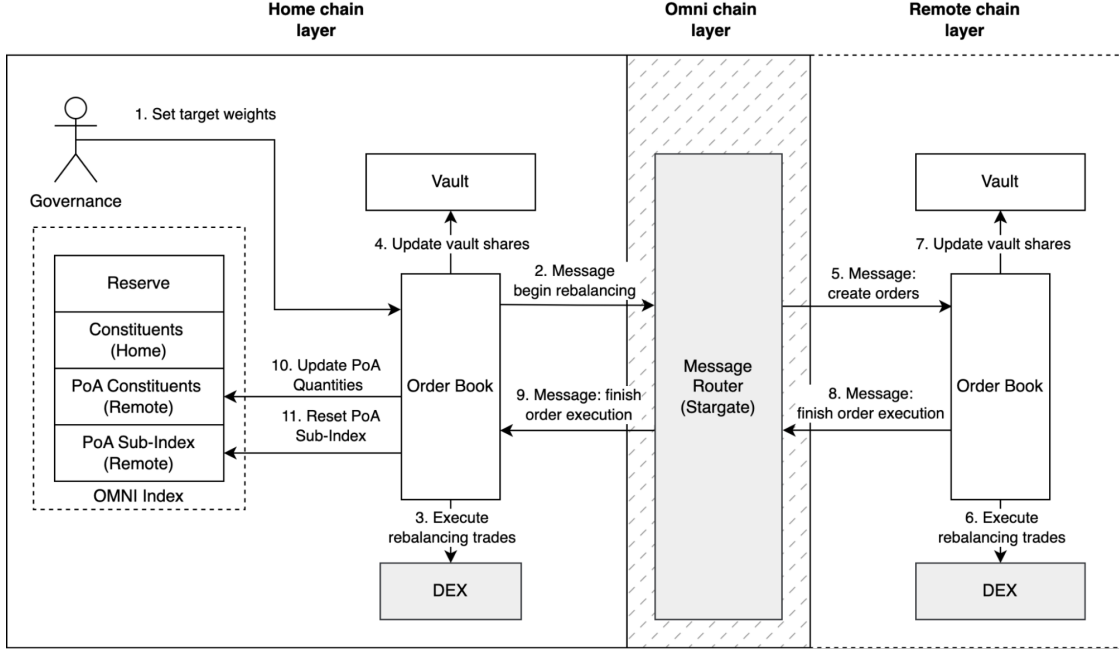 Home chain
layer
Omni chain
layer
Remote chain
layer
1. Set target weights
Governance
Vault
Vault
4. Update vault shares
7. Update vault shares
Reserve
Constituents
(Home)
PoA Constituents
(Remote)
PoA Sub-Index
(Remote)
OMNI Index
2. Message
begin rebalancing
5. Message:
create orders
10. Update PoA
Quantities
11. Reset PoA
Sub-Index
Order Book
9. Message: finish
order execution
Message
Router
(Stargate)
8. Message:
finish order execution
Order Book
3. Execute
rebalancing trades
6. Execute
rebalancing trades
DEX
DEX